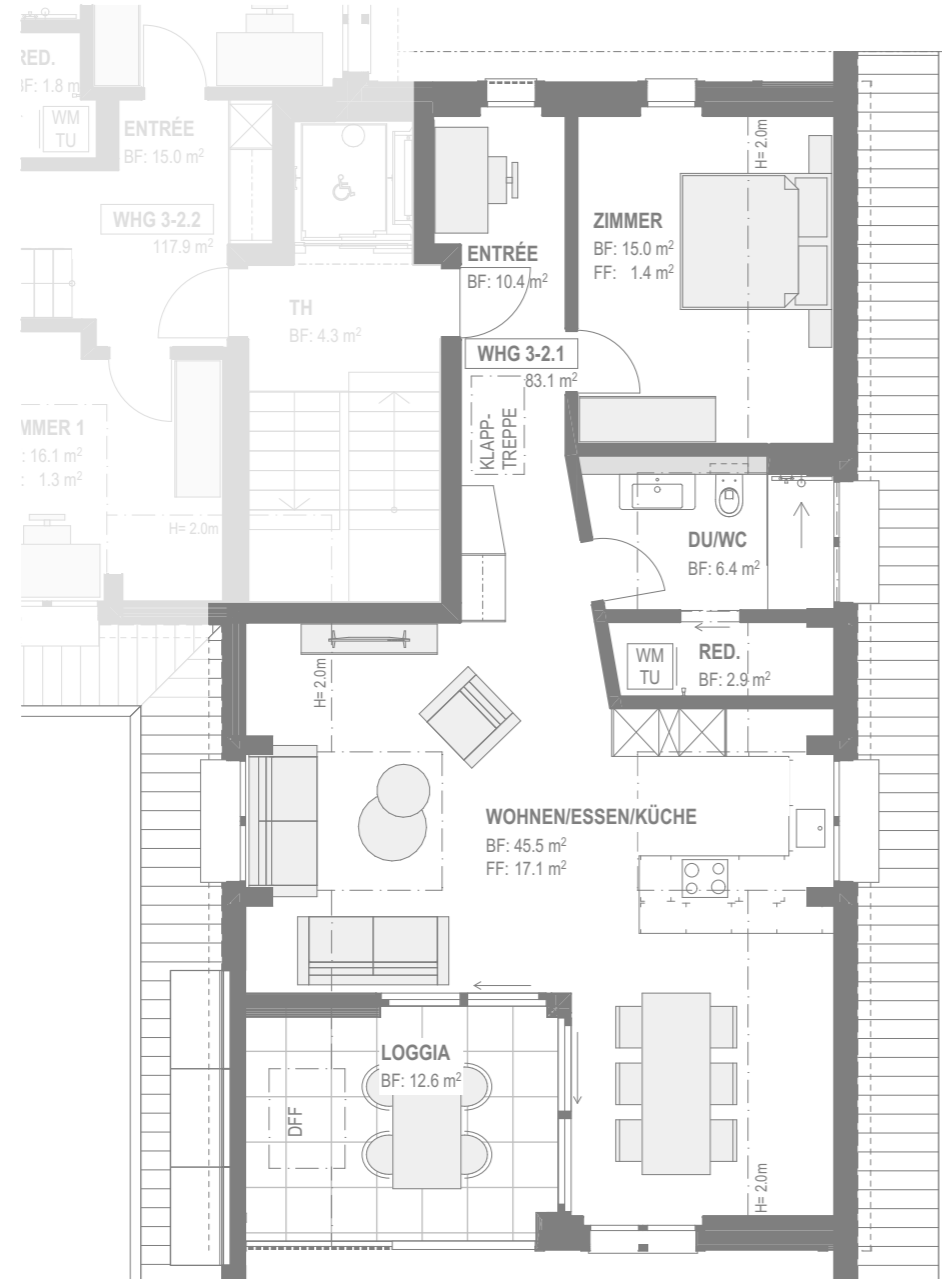 RED.
BF: 1.8 m
WM
TU
ENTRÉE
BF: 15.0 m²
WHG 3-2.2
117.9 m²
TH
BF: 4.3 m²
MMER 1
: 16.1 m²
: 1.3 m²
H= 2.0m
ENTRÉE
BF: 10.4 m²
ZIMMER
BF: 15.0 m²
FF: 1.4 m²
H= 2.0m
WHG 3-2.1
83.1 m²
KLAPP-
TREPPE
DU/WC
BF: 6.4 m²
WM
TU
RED.
BF: 2.9 m²
H= 2.0m
WOHNEN/ESSEN/KÜCHE
BF: 45.5 m²
FF: 17.1 m²
LOGGIA
BF: 12.6 m²
DFF
H= 2.0m